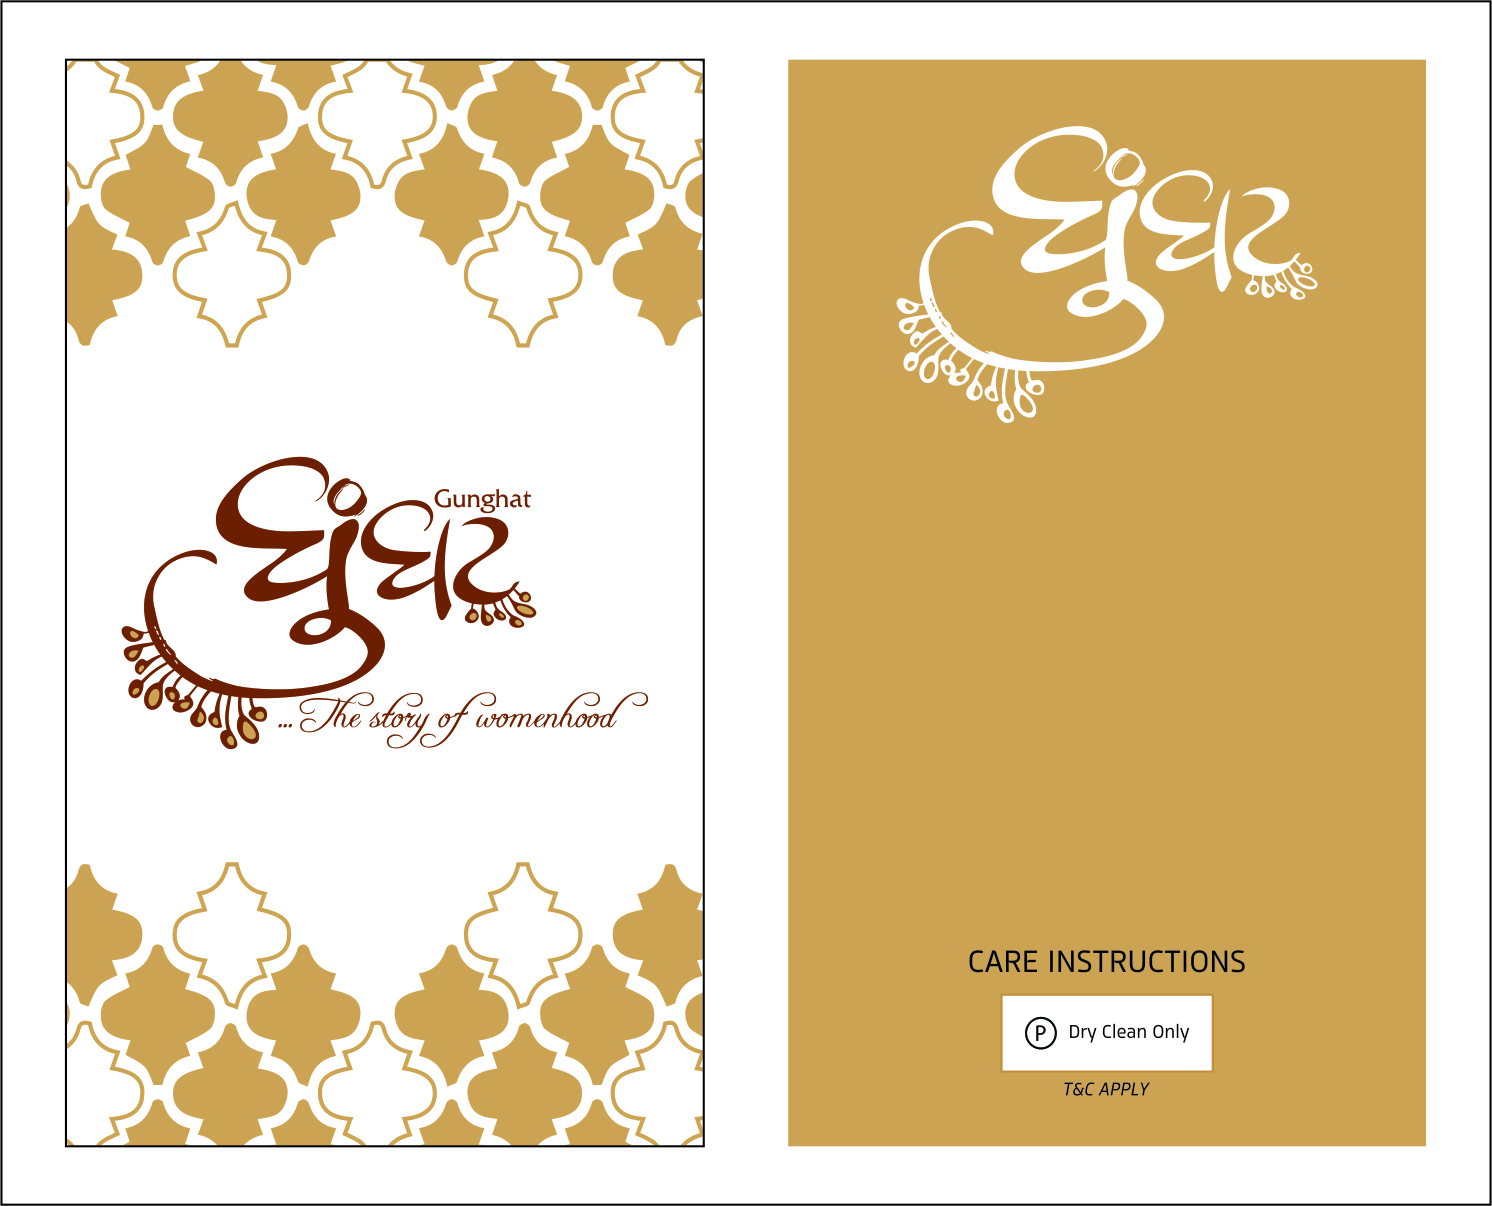 Gunghat
घुंघट
... The story of womenhood
घुंघट
CARE INSTRUCTIONS
P Dry Clean Only
T&C APPLY